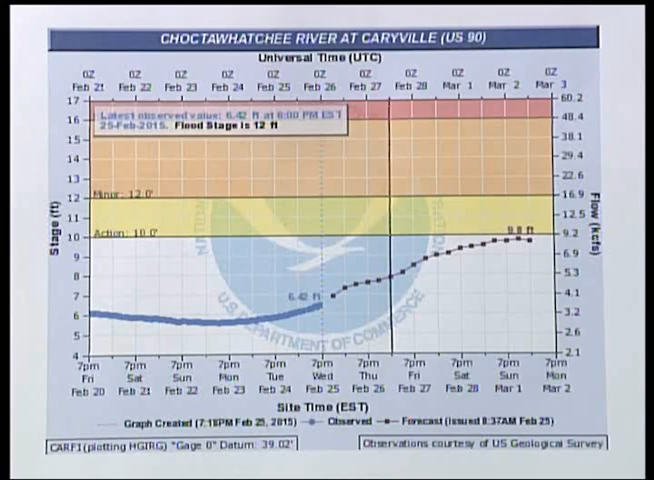 CHOCTAWHATCHEE RIVER AT CARYVILLE (US 90)
Universal Time (UTC)
0Z 0Z 0Z 0Z 0Z 0Z 0Z 0Z 0Z 0Z 0Z
Feb 21 Feb 22 Feb 23 Feb 24 Feb 25 Feb 26 Feb 27 Feb 28 Mar 1 Mar 2 Mar 3
17 60.2
Latest observed value: 6.42 ft at 6:00 PM EST
16 48.4
25-Feb-2015. Flood Stage is 12 ft
15 38.1
14 29.4
13 22.6
Minor: 12.0'
12 16.9
11 12.5
Action: 10.0'
9.8 ft
10 9.2
9 6.9
8 5.3
7 4.1
6.42 ft
6 3.2
5 2.6
4 2.1
Stage (ft)
Flow (kcfs)
NATION
U.S. DEPARTMENT OF COMMERCE
7pm 7pm 7pm 7pm 7pm 7pm 7pm 7pm 7pm 7pm 7pm
Fri Sat Sun Mon Tue Wed Thu Fri Sat Sun Mon
Feb 20 Feb 21 Feb 22 Feb 23 Feb 24 Feb 25 Feb 26 Feb 27 Feb 28 Mar 1 Mar 2
Site Time (EST)
Graph Created (7:18PM Feb 25, 2015) Observed Forecast (issued 8:37AM Feb 25)
CARF1(plotting HGIRG) "Gage 0" Datum: 39.02' Observations courtesy of US Geological Survey